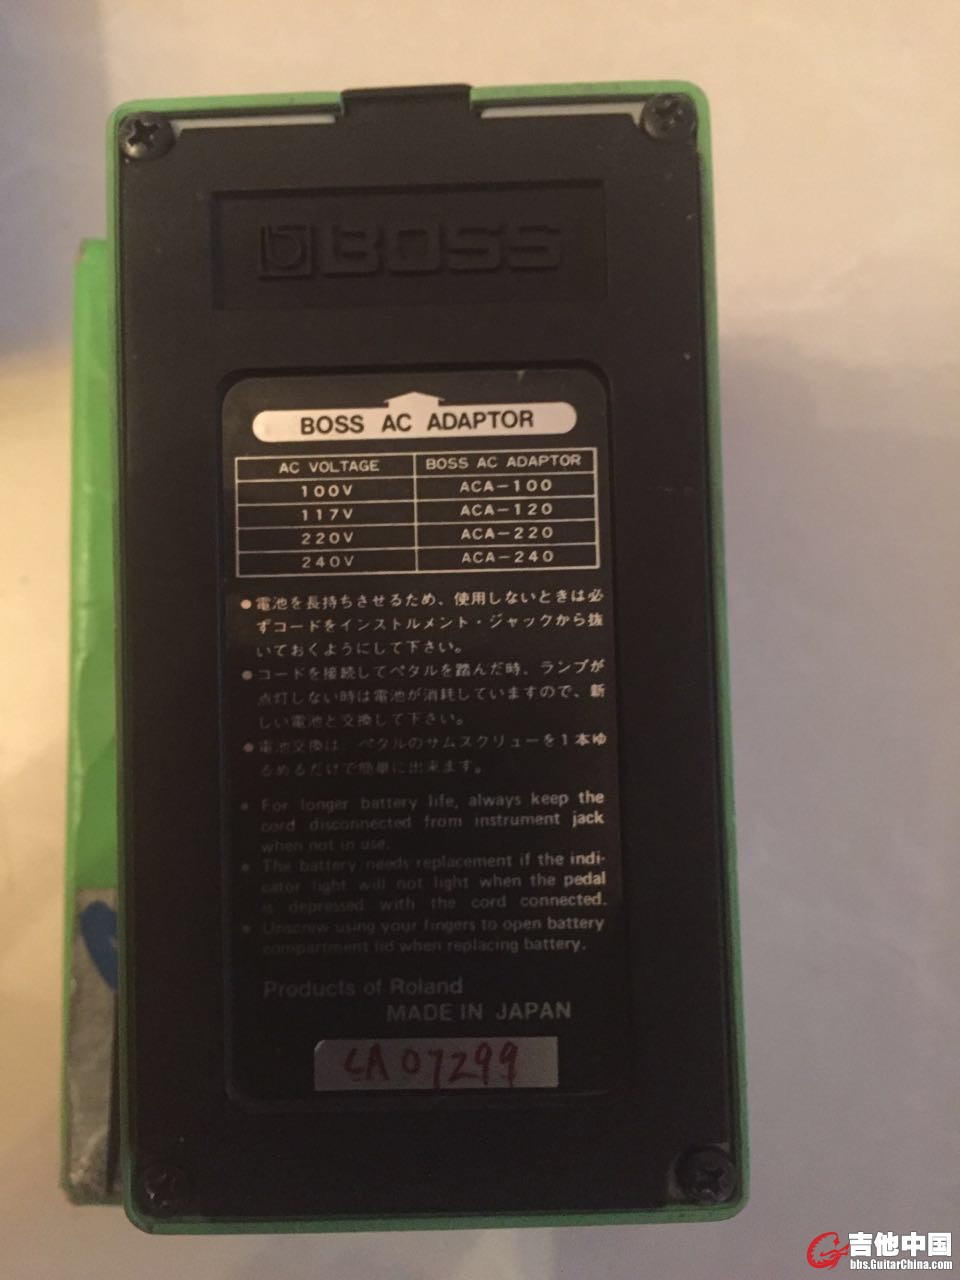 BOSS
BOSS AC ADAPTOR
AC VOLTAGE BOSS AC ADAPTOR
100V ACA-100
117V ACA-120
220V ACA-220
240V ACA-240
●電池を長持ちさせるため、使用しないときは必
ずコードをインストルメント・ジャックから抜
いておくようにして下さい。
●コードを接続してペダルを踏んだ時、ランプが
点灯しない時は電池が消耗していますので、新
しい電池と交換して下さい。
●電池交換は、ペダルのサムスクリューを1本ゆ
るめるだけで簡単に出来ます。
● For longer battery life, always keep the
cord disconnected from instrument jack
when not in use.
● The battery needs replacement if the indi-
cator light will not light when the pedal
is depressed with the cord connected.
● Unscrew using your fingers to open battery
compartment lid when replacing battery.
Products of Roland
MADE IN JAPAN
CA 07299
吉他中国
bbs.GuitarChina.com